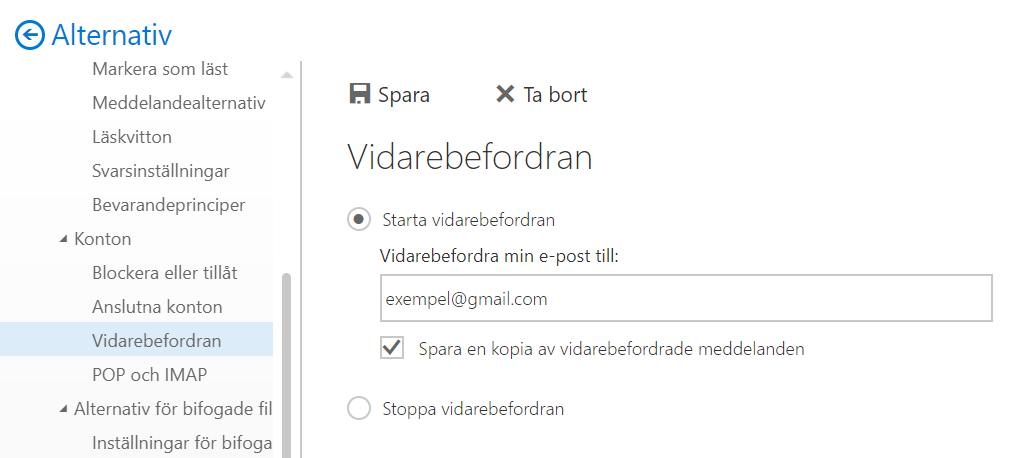 Alternativ
Markera som läst
Meddelandealternativ
Läskvitton
Svarsinställningar
Bevarandeprinciper
Konton
Blockera eller tillåt
Anslutna konton
Vidarebefordran
POP och IMAP
Alternativ för bifogade fil
Inställningar för bifoga
Spara Ta bort
Vidarebefordran
Starta vidarebefordran
Vidarebefordra min e-post till:
exempel@gmail.com
Spara en kopia av vidarebefordrade meddelanden
Stoppa vidarebefordran